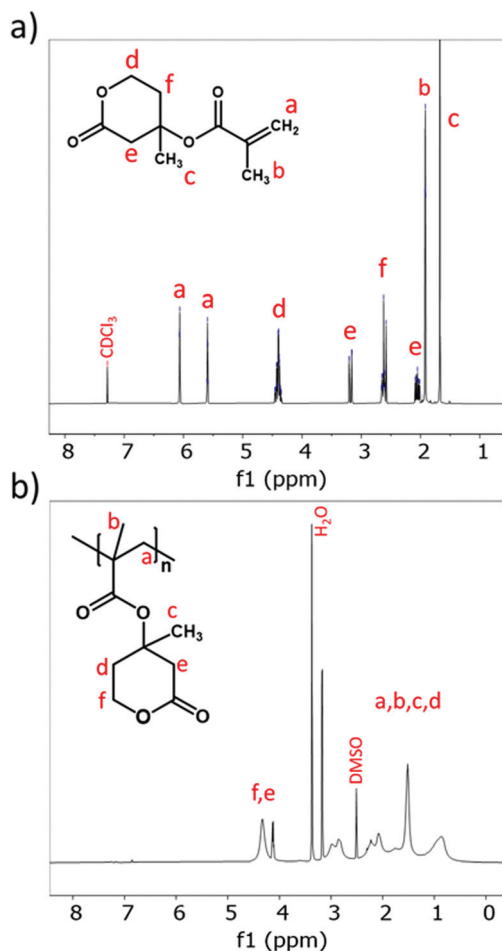 a)
d
f
O
O
a
O
CH₂
O
e
CH₃
CH₃
c
b
b
c
a
a
f
d
e
e
CDCl₃
8 7 6 5 4 3 2 1
f1 (ppm)
b)
b
a
n
O
O
c
CH₃
d
e
f
O
O
H₂O
a,b,c,d
DMSO
f,e
8 7 6 5 4 3 2 1 0
f1 (ppm)